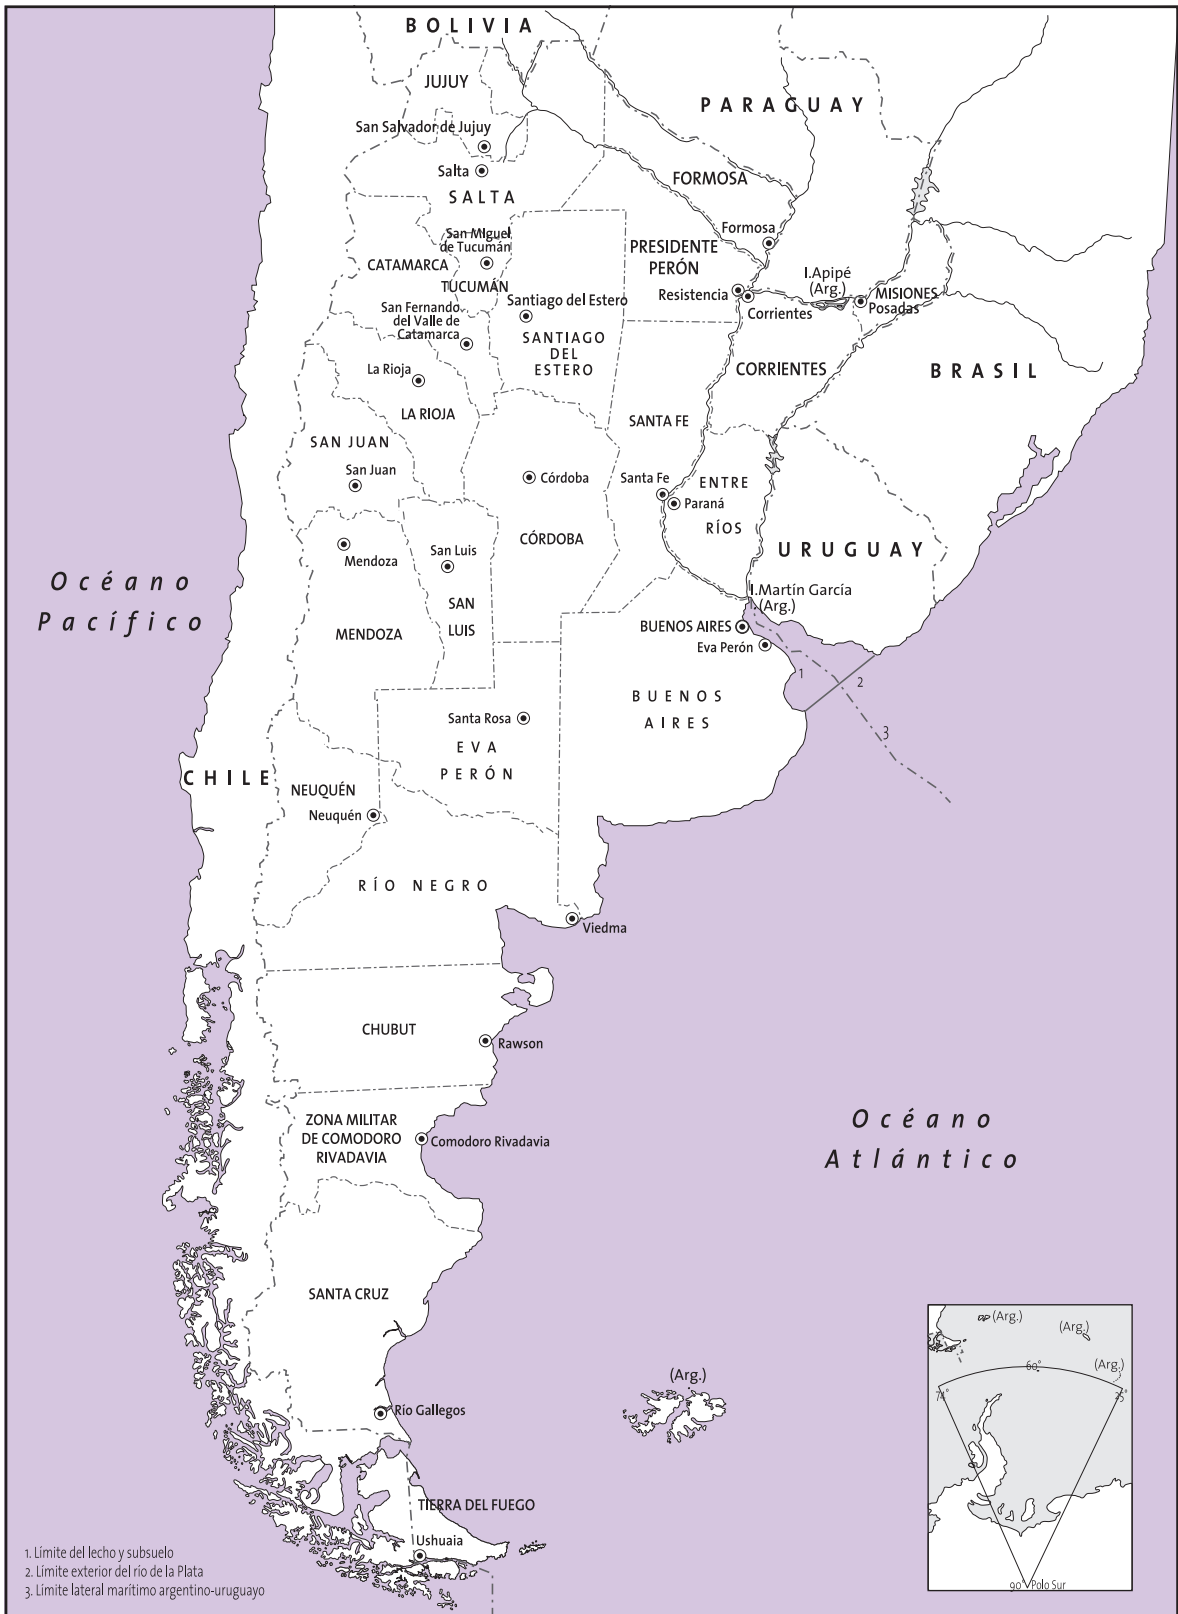 BOLIVIA
JUJUY
PARAGUAY
San Salvador de Jujuy
Salta
SALTA
FORMOSA
Formosa
San Miguel
de Tucumán
PRESIDENTE
PERÓN
CATAMARCA
TUCUMÁN
I.Apipé
(Arg.)
Resistencia
Corrientes
MISIONES
Posadas
San Fernando
del Valle de
Catamarca
Santiago del Estero
SANTIAGO
DEL
ESTERO
La Rioja
LA RIOJA
CORRIENTES
BRASIL
SANTA FE
SAN JUAN
San Juan
Córdoba
Santa Fe
ENTRE
RÍOS
Paraná
CÓRDOBA
URUGUAY
Mendoza
San Luis
Océano
Pacífico
MENDOZA
SAN
LUIS
I.Martín García
(Arg.)
BUENOS AIRES
Eva Perón
1
2
3
BUENOS
AIRES
Santa Rosa
EVA
PERÓN
CHILE
NEUQUÉN
Neuquén
RÍO NEGRO
Viedma
CHUBUT
Rawson
ZONA MILITAR
DE COMODORO
RIVADAVIA
Comodoro Rivadavia
Océano
Atlántico
SANTA CRUZ
(Arg.)
Río Gallegos
TIERRA DEL FUEGO
Ushuaia
(Arg.)
(Arg.)
(Arg.)
60°
74°
25°
90° Polo Sur
1. Límite del lecho y subsuelo
2. Límite exterior del río de la Plata
3. Límite lateral marítimo argentino-uruguayo